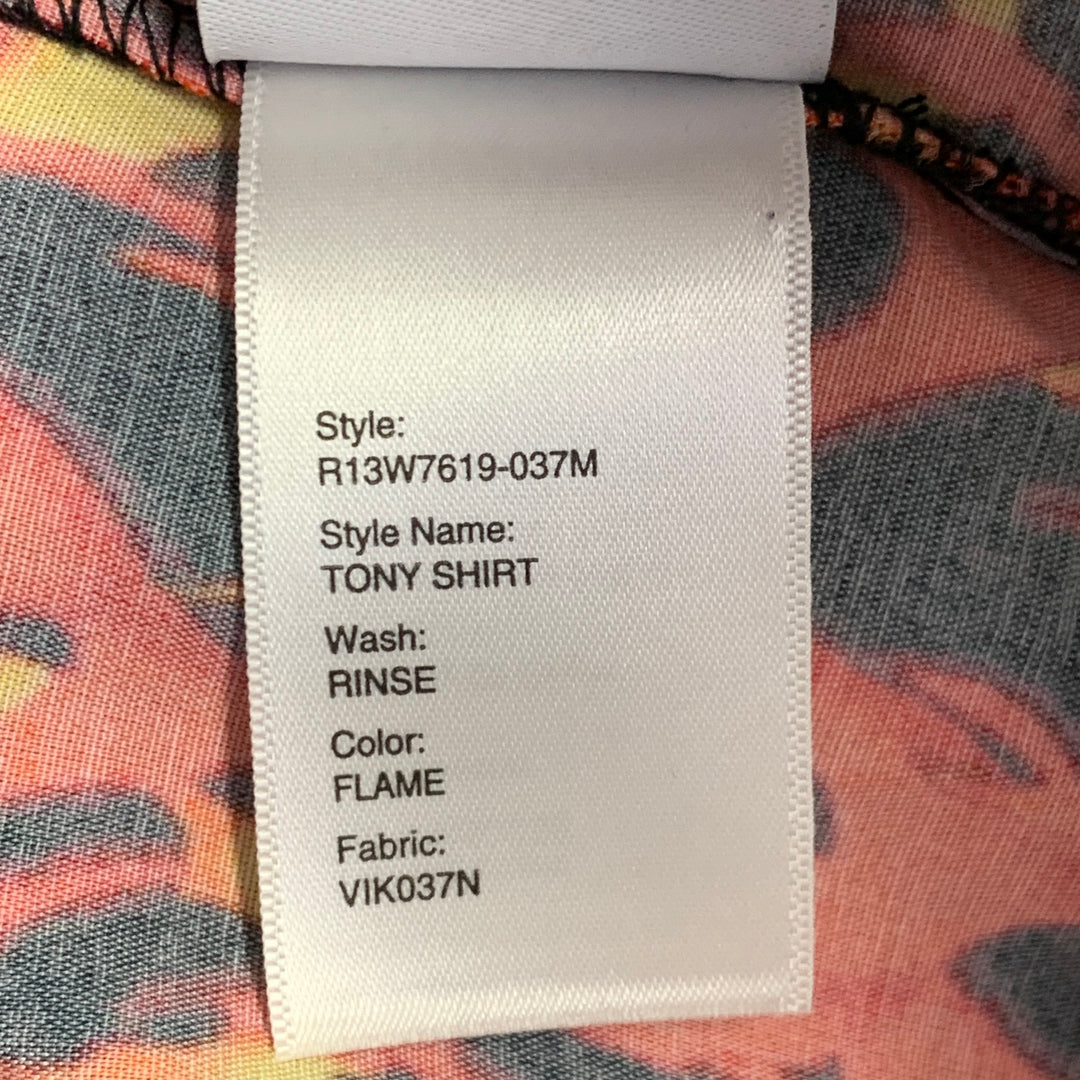 Style:
R13W7619-037M
Style Name:
TONY SHIRT
Wash:
RINSE
Color:
FLAME
Fabric:
VIK037N